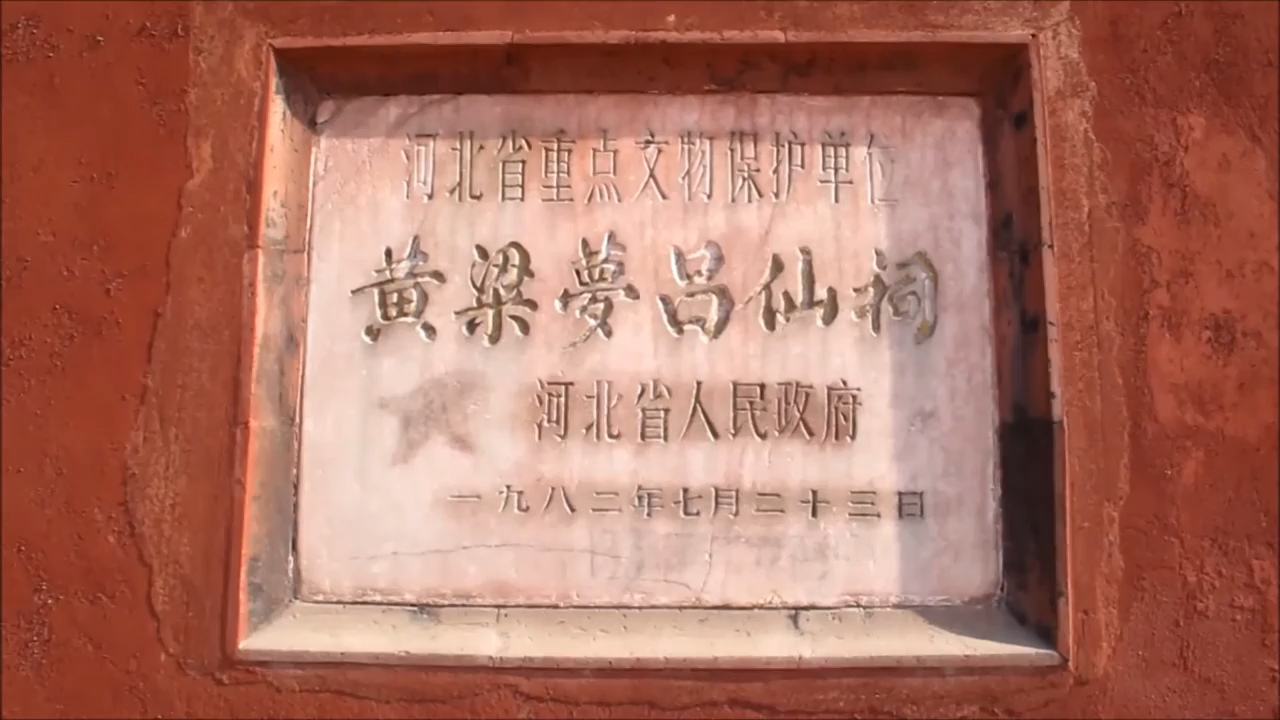 河北省重点文物保护单位
黄粱夢吕仙祠
河北省人民政府
一九八二年七月二十三日